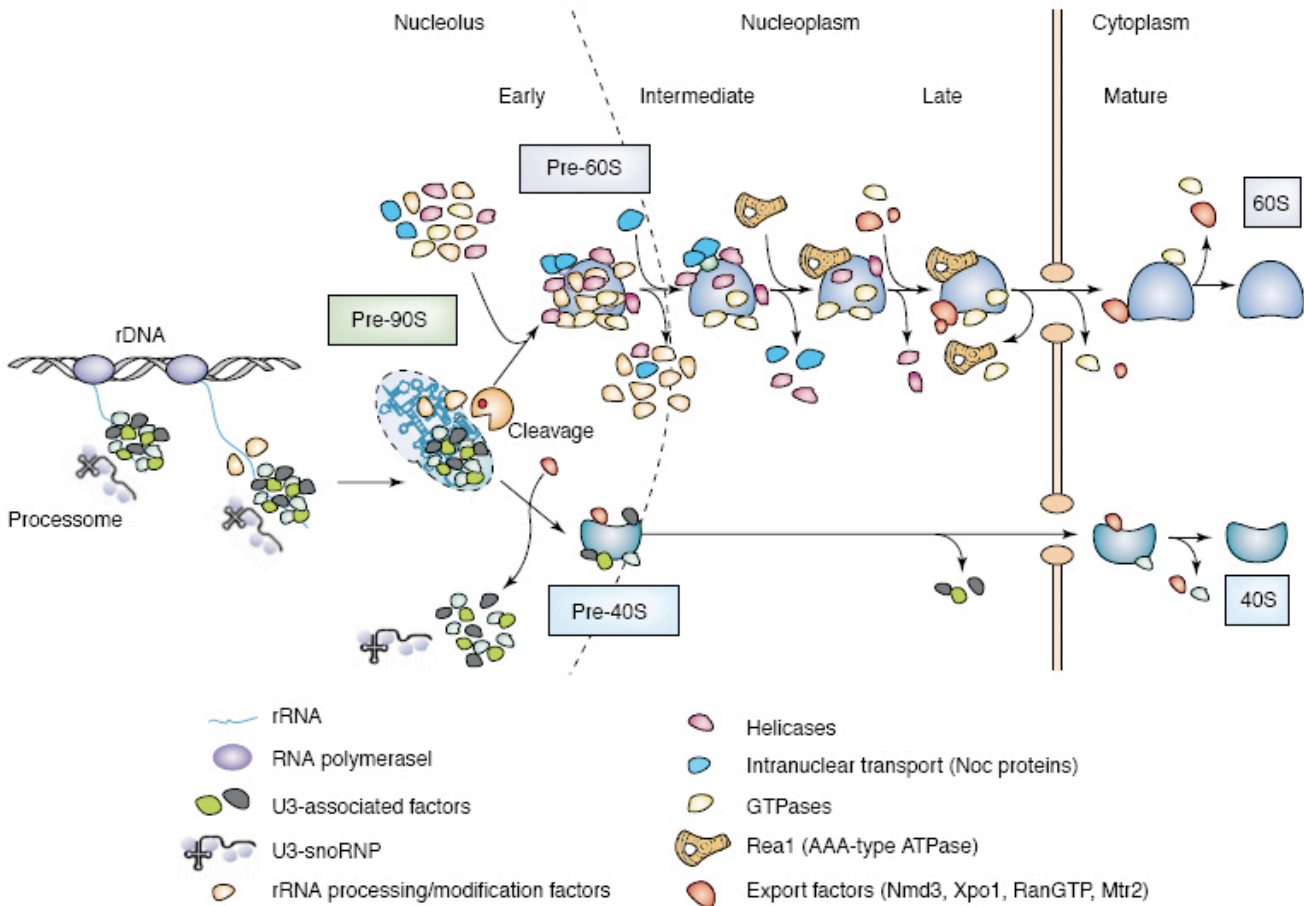 Nucleolus
Nucleoplasm
Cytoplasm
Early
Intermediate
Late
Mature
Pre-60S
60S
Pre-90S
rDNA
Cleavage
Processome
Pre-40S
40S
rRNA
RNA polymeraseI
U3-associated factors
U3-snoRNP
rRNA processing/modification factors
Helicases
Intranuclear transport (Noc proteins)
GTPases
Rea1 (AAA-type ATPase)
Export factors (Nmd3, Xpo1, RanGTP, Mtr2)